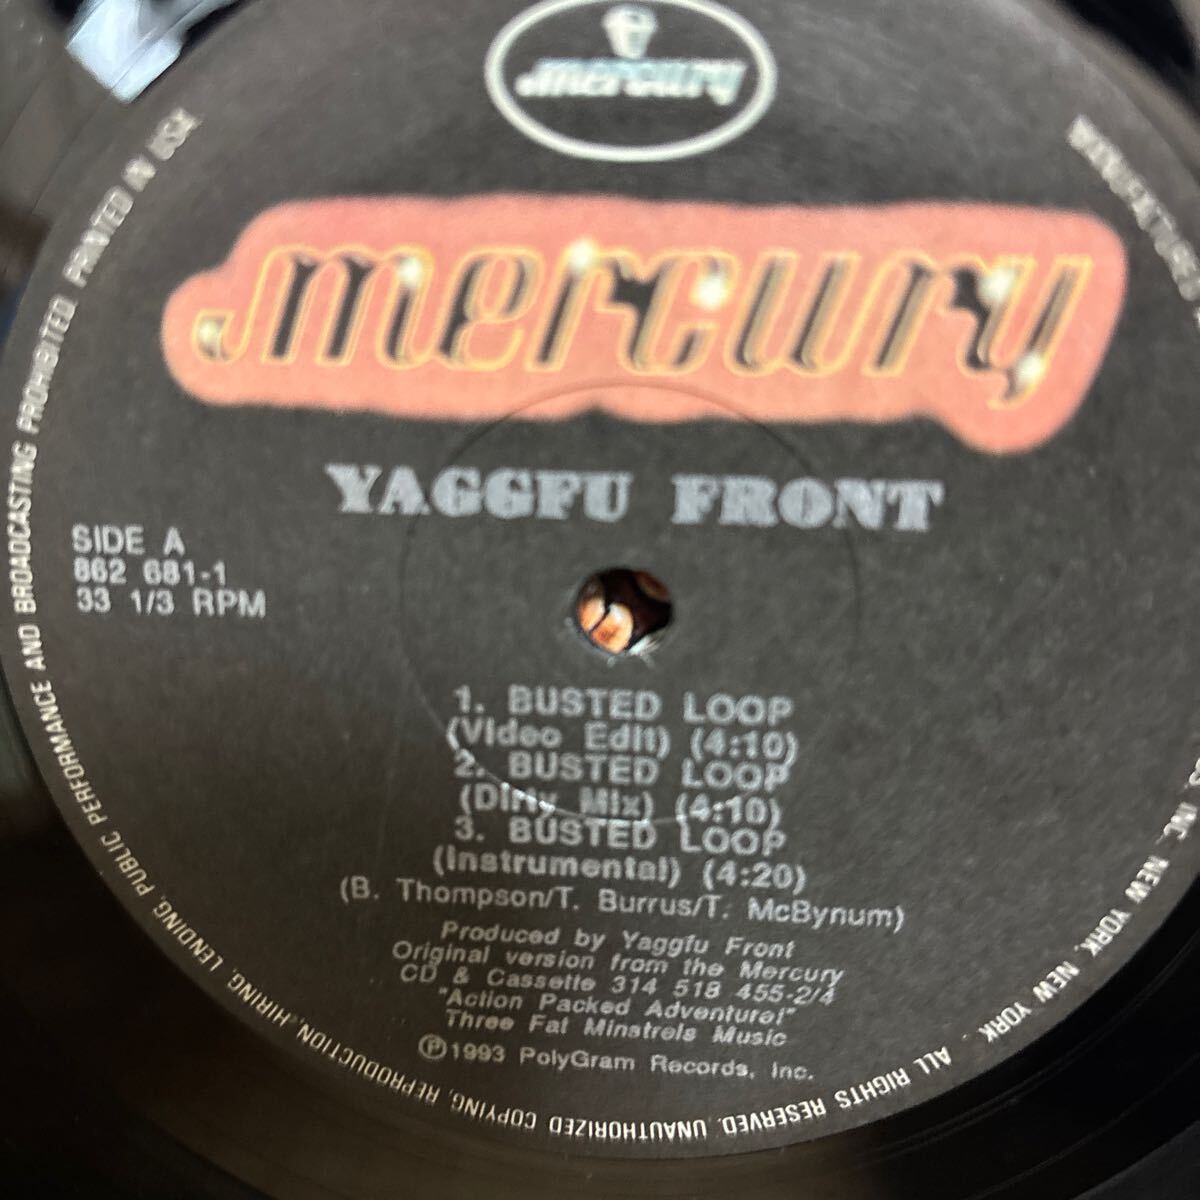 mercury
mercury
YAGGFU FRONT
SIDE A
862 681-1
33 1/3 RPM
1. BUSTED LOOP
(Video Edit) (4:10)
2. BUSTED LOOP
(Dirty Mix) (4:10)
3. BUSTED LOOP
(Instrumental) (4:20)
(B. Thompson/T. Burrus/T. McBynum)
Produced by Yaggfu Front
Original version from the Mercury
CD & Cassette 314 518 455-2/4
"Action Packed Adventure!"
Three Fat Minstrels Music
Ⓟ1993 PolyGram Records, Inc.
INC. NEW YORK, NEW YORK. ALL RIGHTS RESERVED. UNAUTHORIZED COPYING, REPRODUCTION, HIRING, LENDING, PUBLIC PERFORMANCE AND BROADCASTING PROHIBITED. PRINTED IN USA.